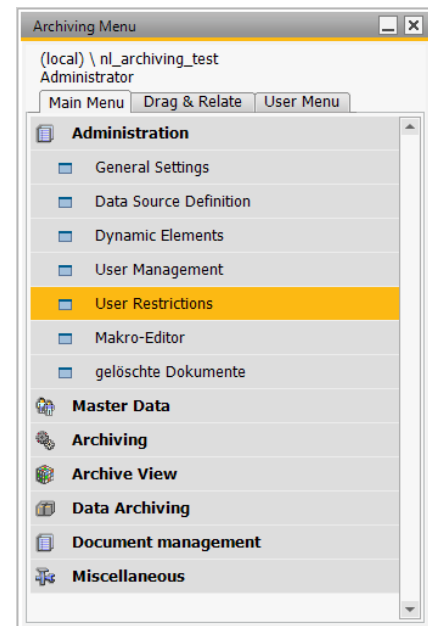 Archiving Menu
(local) \ nl_archiving_test
Administrator
Main Menu Drag & Relate User Menu
Administration
General Settings
Data Source Definition
Dynamic Elements
User Management
User Restrictions
Makro-Editor
gelöschte Dokumente
Master Data
Archiving
Archive View
Data Archiving
Document management
Miscellaneous